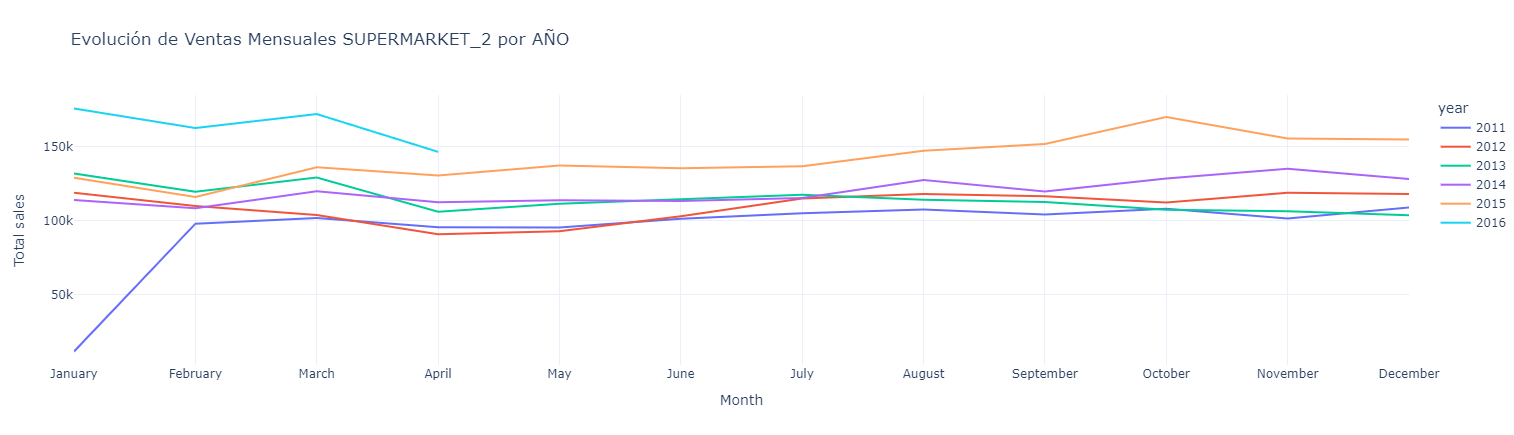 Evolución de Ventas Mensuales SUPERMARKET_2 por AÑO
Total sales
150k
100k
50k
January February March April May June July August September October November December
Month
year
2011
2012
2013
2014
2015
2016